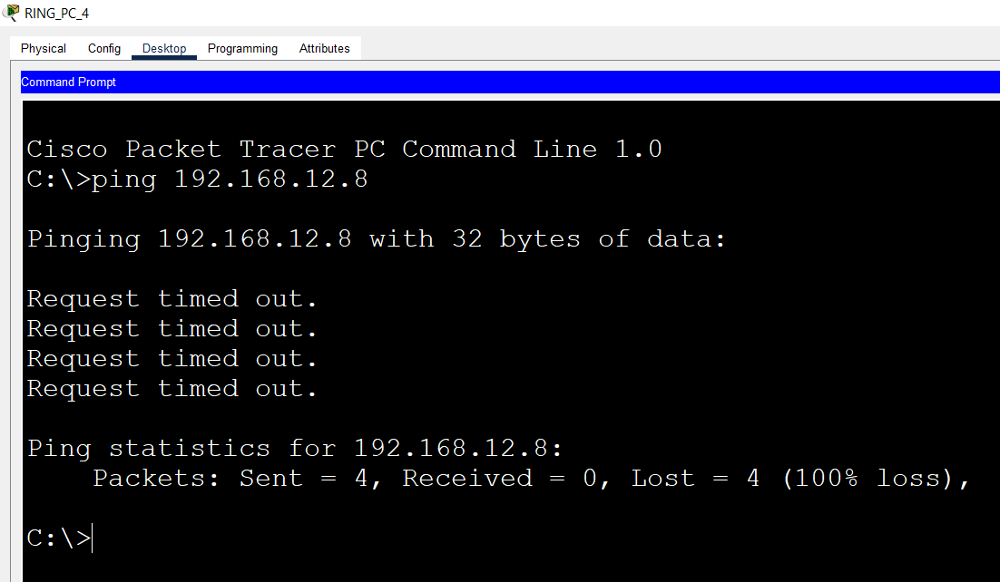 RING_PC_4
Physical Config Desktop Programming Attributes
Command Prompt
Cisco Packet Tracer PC Command Line 1.0
C:\>ping 192.168.12.8
Pinging 192.168.12.8 with 32 bytes of data:
Request timed out.
Request timed out.
Request timed out.
Request timed out.
Ping statistics for 192.168.12.8:
    Packets: Sent = 4, Received = 0, Lost = 4 (100% loss),
C:\>